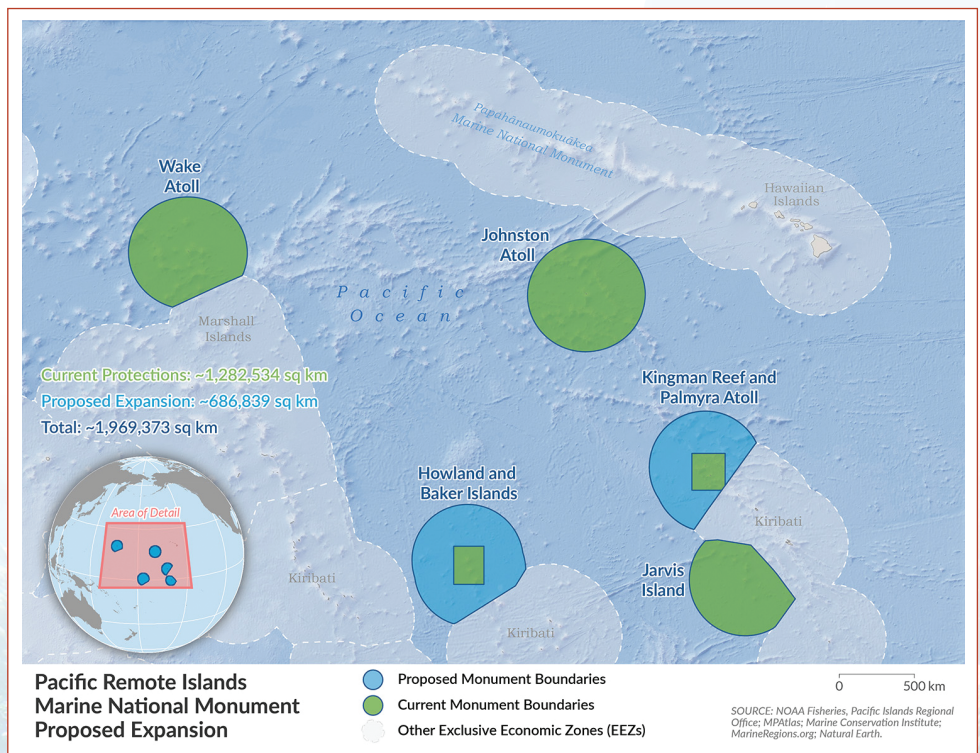 Papahānaumokuākea
Marine National Monument
Wake
Atoll
Hawaiian
Islands
Johnston
Atoll
Pacific
Ocean
Marshall
Islands
Current Protections: ~1,282,534 sq km
Proposed Expansion: ~686,839 sq km
Total: ~1,969,373 sq km
Kingman Reef and
Palmyra Atoll
Howland and
Baker Islands
Area of Detail
Kiribati
Jarvis
Island
Kiribati
Kiribati
Pacific Remote Islands
Marine National Monument
Proposed Expansion
Proposed Monument Boundaries
Current Monument Boundaries
Other Exclusive Economic Zones (EEZs)
0 500 km
SOURCE: NOAA Fisheries, Pacific Islands Regional
Office; MPAtlas; Marine Conservation Institute;
MarineRegions.org; Natural Earth.